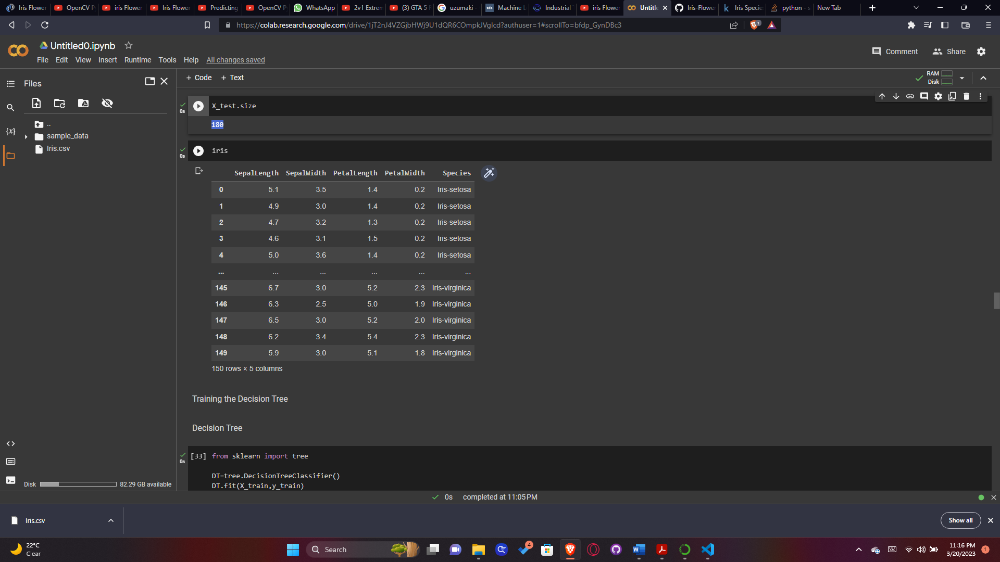 Iris Flower
OpenCV P
iris Flower
Iris Flower
Predicting
OpenCV P
WhatsApp
2v1 Extrem
(3) GTA 5 F
uzumaki -
tds
Machine L
Industrial
iris Flower
Untitle
Iris-Flower
k
Iris Specie
python - s
New Tab
https://colab.research.google.com/drive/1jT2nJ4VZGjbHWj9U1dQR6COmpkJVglcd?authuser=1#scrollTo=bfdp_GynDBc3
1
Untitled0.ipynb
File Edit View Insert Runtime Tools Help All changes saved
Comment
Share
Files
+ Code + Text
RAM
Disk
{x}
..
sample_data
Iris.csv
0s
X_test.size
180
0s
iris
SepalLength SepalWidth PetalLength PetalWidth Species
0 5.1 3.5 1.4 0.2 Iris-setosa
1 4.9 3.0 1.4 0.2 Iris-setosa
2 4.7 3.2 1.3 0.2 Iris-setosa
3 4.6 3.1 1.5 0.2 Iris-setosa
4 5.0 3.6 1.4 0.2 Iris-setosa
... ... ... ... ... ...
145 6.7 3.0 5.2 2.3 Iris-virginica
146 6.3 2.5 5.0 1.9 Iris-virginica
147 6.5 3.0 5.2 2.0 Iris-virginica
148 6.2 3.4 5.4 2.3 Iris-virginica
149 5.9 3.0 5.1 1.8 Iris-virginica
150 rows × 5 columns
Training the Decision Tree
Decision Tree
0s
[33] from sklearn import tree
DT=tree.DecisionTreeClassifier()
DT.fit(X_train,y_train)
Disk
82.29 GB available
0s completed at 11:05 PM
Iris.csv
Show all
22°C
Clear
Search
4
11:16 PM
3/20/2023
1